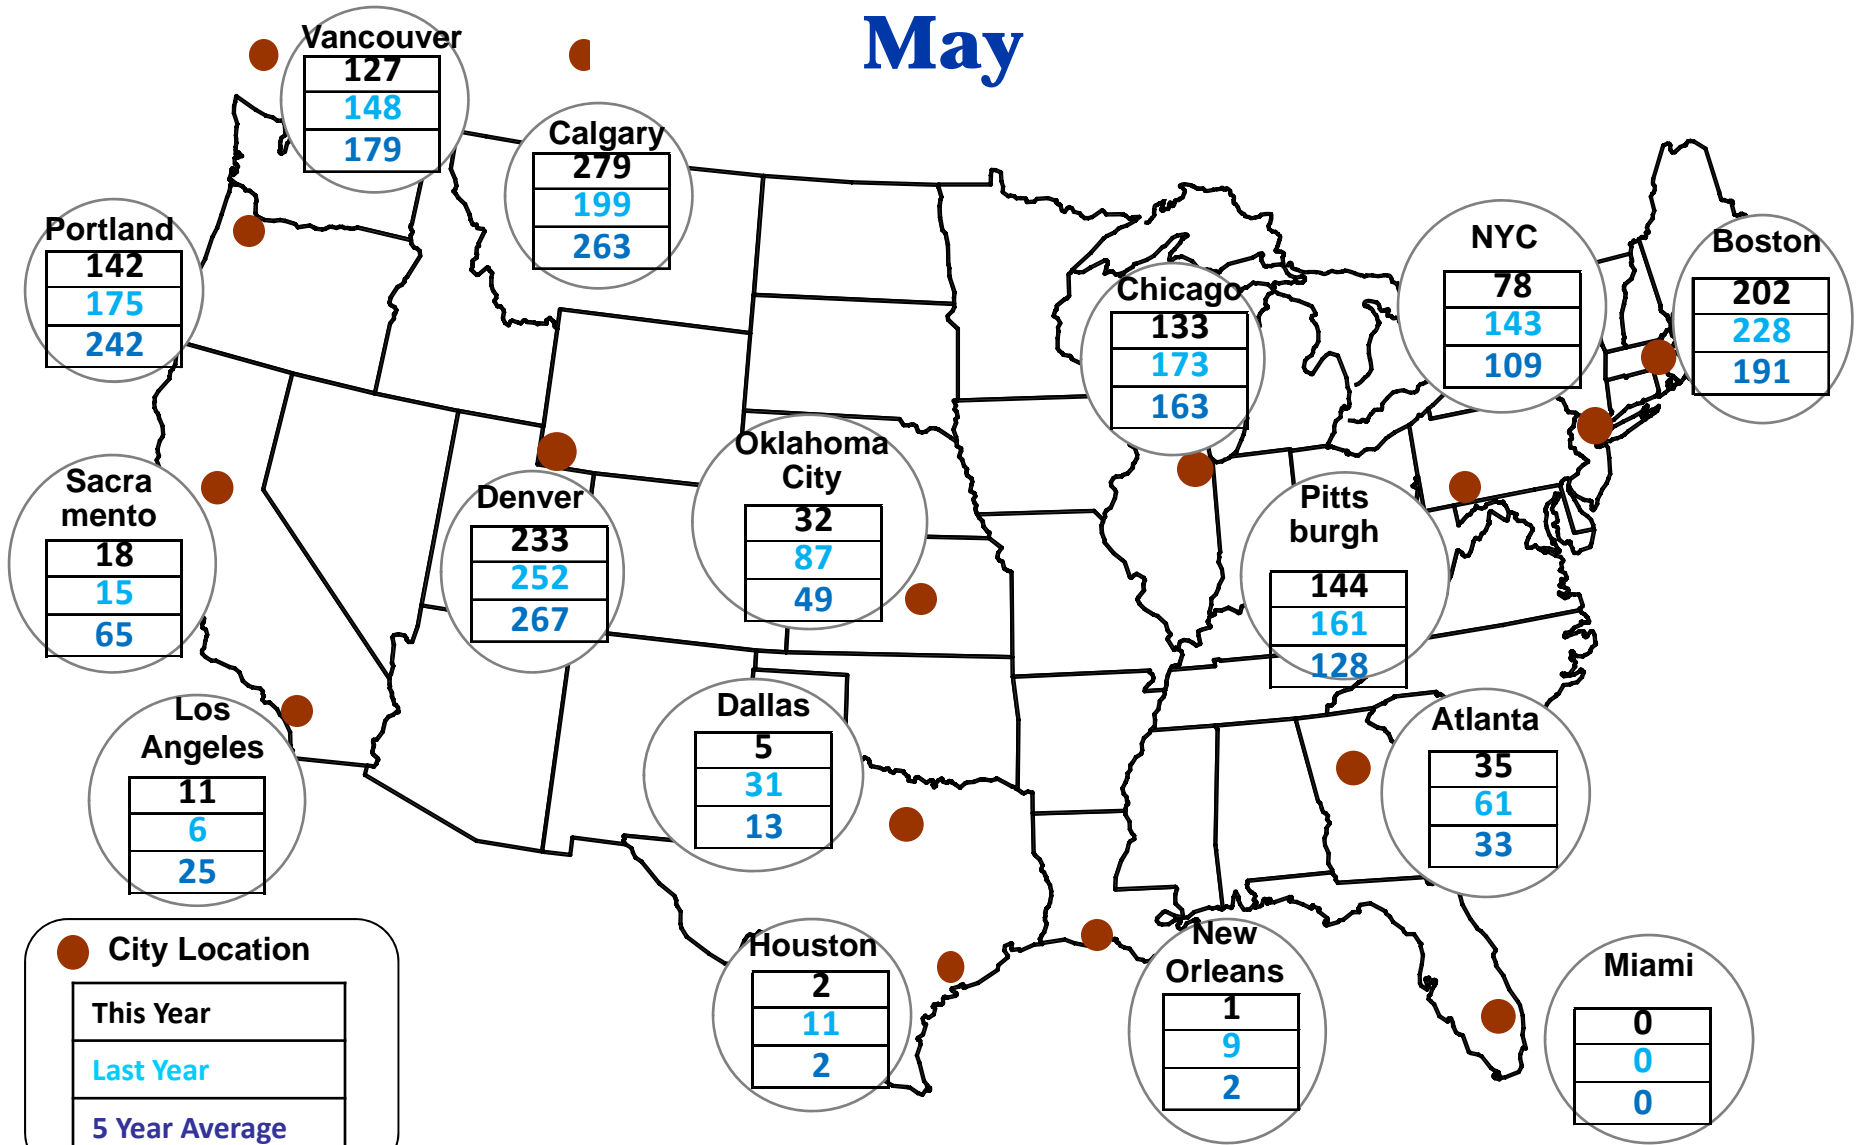 May
Vancouver
127
148
179
Calgary
279
199
263
Portland
142
175
242
Chicago
133
173
163
NYC
78
143
109
Boston
202
228
191
Sacra
mento
18
15
65
Denver
233
252
267
Oklahoma
City
32
87
49
Pitts
burgh
144
161
128
Los
Angeles
11
6
25
Dallas
5
31
13
Atlanta
35
61
33
Houston
2
11
2
New
Orleans
1
9
2
Miami
0
0
0
City Location
This Year
Last Year
5 Year Average